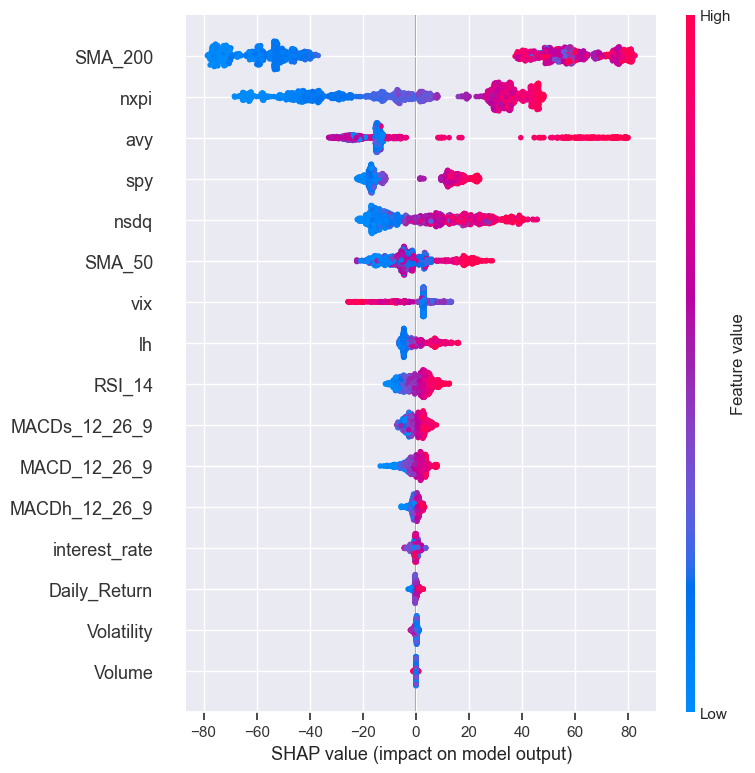 High
SMA_200
nxpi
avy
spy
nsdq
SMA_50
vix
lh
RSI_14
MACDs_12_26_9
MACD_12_26_9
MACDh_12_26_9
interest_rate
Daily_Return
Volatility
Volume
Feature value
Low
−80 −60 −40 −20 0 20 40 60 80
SHAP value (impact on model output)